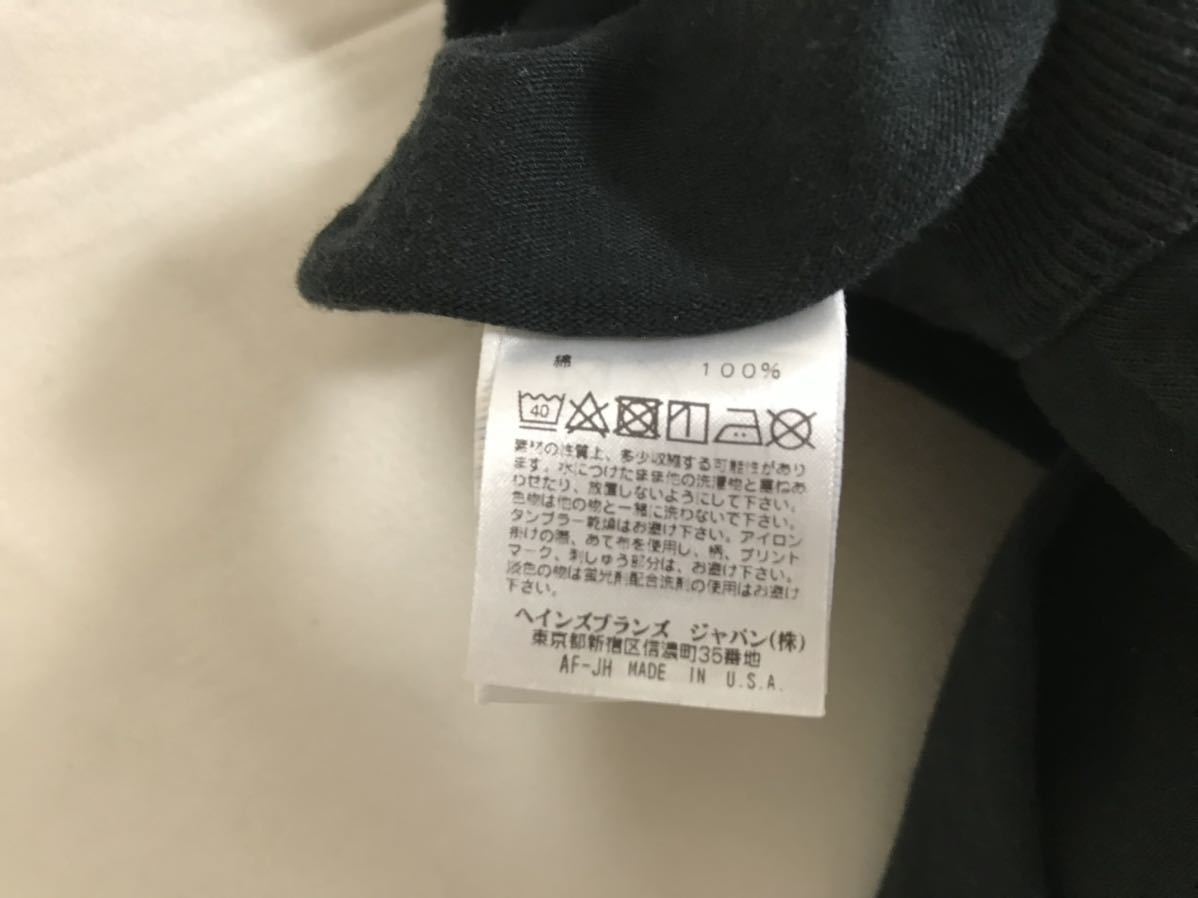 綿 100%
40
素材の性質上、多少収縮する可能性があり
ます。水につけたまま他の洗濯物と重ねあ
わせたり、放置しないようにして下さい。
色物は他の物と一緒に洗わないで下さい。
タンブラー乾燥はお避け下さい。アイロン
掛けの際、あて布を使用し、柄、プリント
マーク、刺しゅう部分は、お避け下さい。
淡色の物は蛍光剤配合洗剤の使用はお避け
下さい。
ヘインズブランズ ジャパン(株)
東京都新宿区信濃町35番地
AF-JH MADE IN U.S.A.